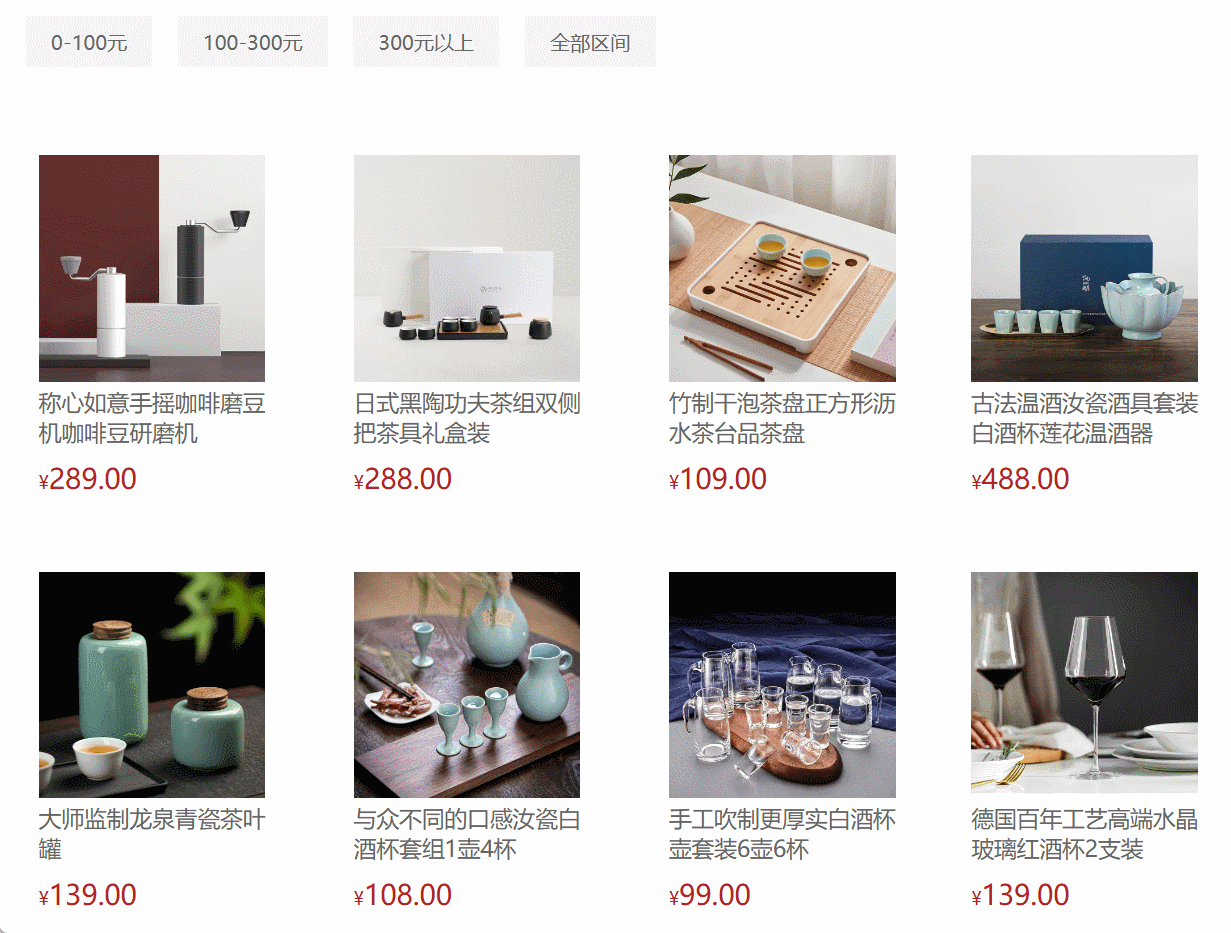 0-100元
100-300元
300元以上
全部区间
称心如意手摇咖啡磨豆
机咖啡豆研磨机
¥289.00
日式黑陶功夫茶组双侧
把茶具礼盒装
¥288.00
竹制干泡茶盘正方形沥
水茶台品茶盘
¥109.00
古法温酒汝瓷酒具套装
白酒杯莲花温酒器
¥488.00
大师监制龙泉青瓷茶叶
罐
¥139.00
与众不同的口感汝瓷白
酒杯套组1壶4杯
¥108.00
手工吹制更厚实白酒杯
壶套装6壶6杯
¥99.00
德国百年工艺高端水晶
玻璃红酒杯2支装
¥139.00